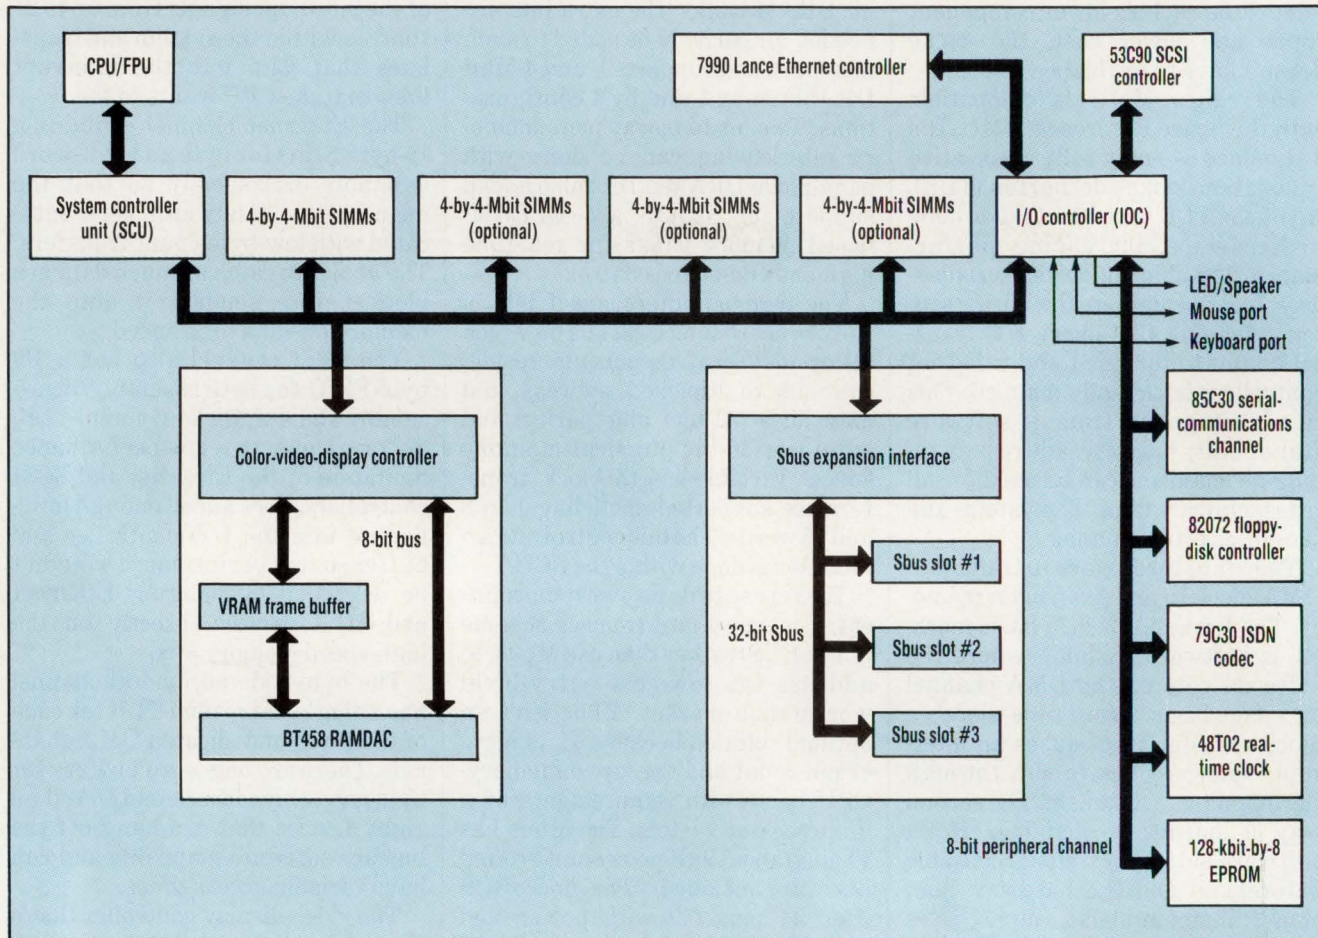 CPU/FPU
7990 Lance Ethernet controller
53C90 SCSI
controller
System controller
unit (SCU)
4-by-4-Mbit SIMMs
4-by-4-Mbit SIMMs
(optional)
4-by-4-Mbit SIMMs
(optional)
4-by-4-Mbit SIMMs
(optional)
I/O controller (IOC)
LED/Speaker
Mouse port
Keyboard port
Color-video-display controller
8-bit bus
VRAM frame buffer
BT458 RAMDAC
Sbus expansion interface
32-bit Sbus
Sbus slot #1
Sbus slot #2
Sbus slot #3
85C30 serial-
communications
channel
82072 floppy-
disk controller
79C30 ISDN
codec
48T02 real-
time clock
8-bit peripheral channel
128-kbit-by-8
EPROM